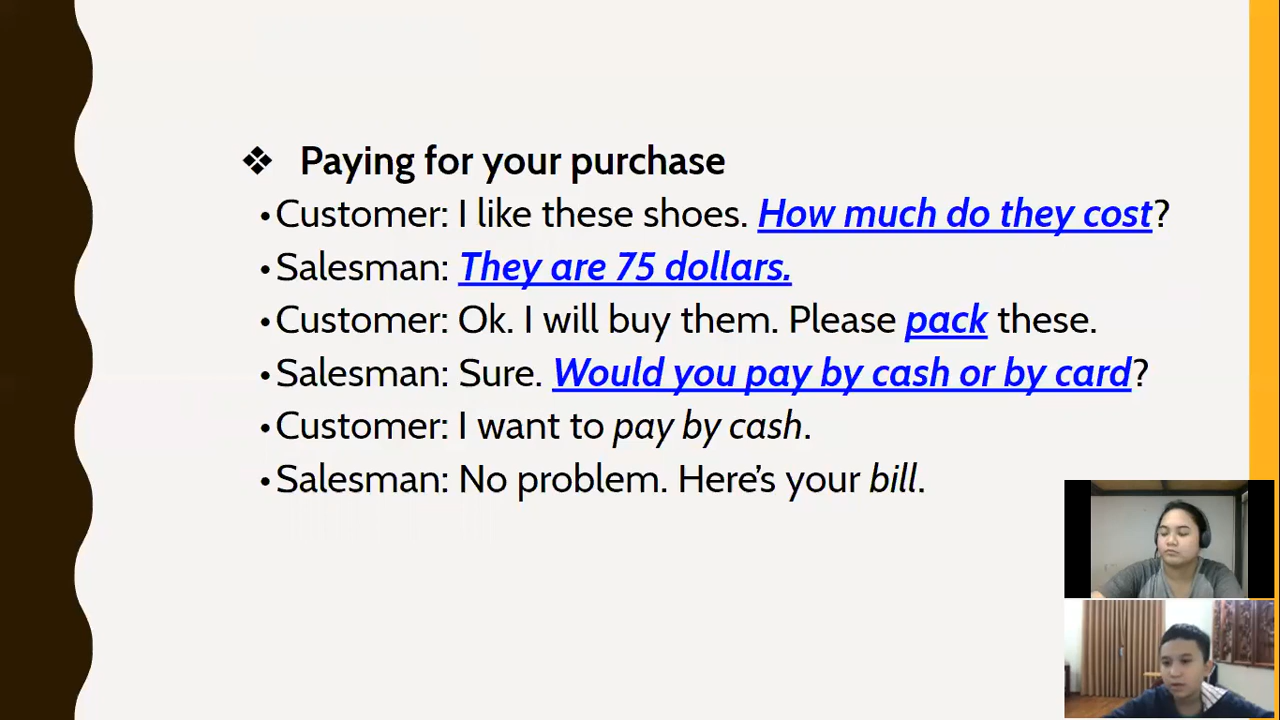 ❖ Paying for your purchase
•Customer: I like these shoes. How much do they cost?
•Salesman: They are 75 dollars.
•Customer: Ok. I will buy them. Please pack these.
•Salesman: Sure. Would you pay by cash or by card?
•Customer: I want to pay by cash.
•Salesman: No problem. Here’s your bill.